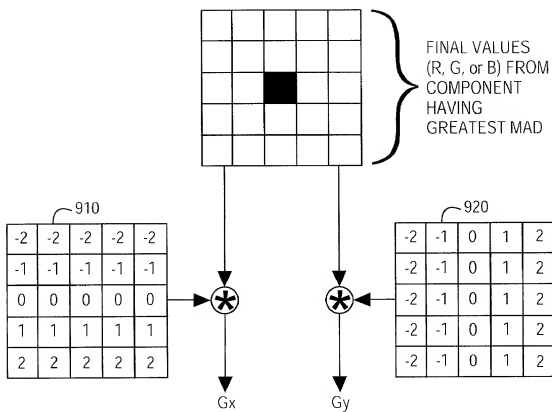 FINAL VALUES
(R, G, or B) FROM
COMPONENT
HAVING
GREATEST MAD
910
-2 -2 -2 -2 -2
-1 -1 -1 -1 -1
0 0 0 0 0
1 1 1 1 1
2 2 2 2 2
*
*
920
-2 -1 0 1 2
-2 -1 0 1 2
-2 -1 0 1 2
-2 -1 0 1 2
-2 -1 0 1 2
Gx
Gy